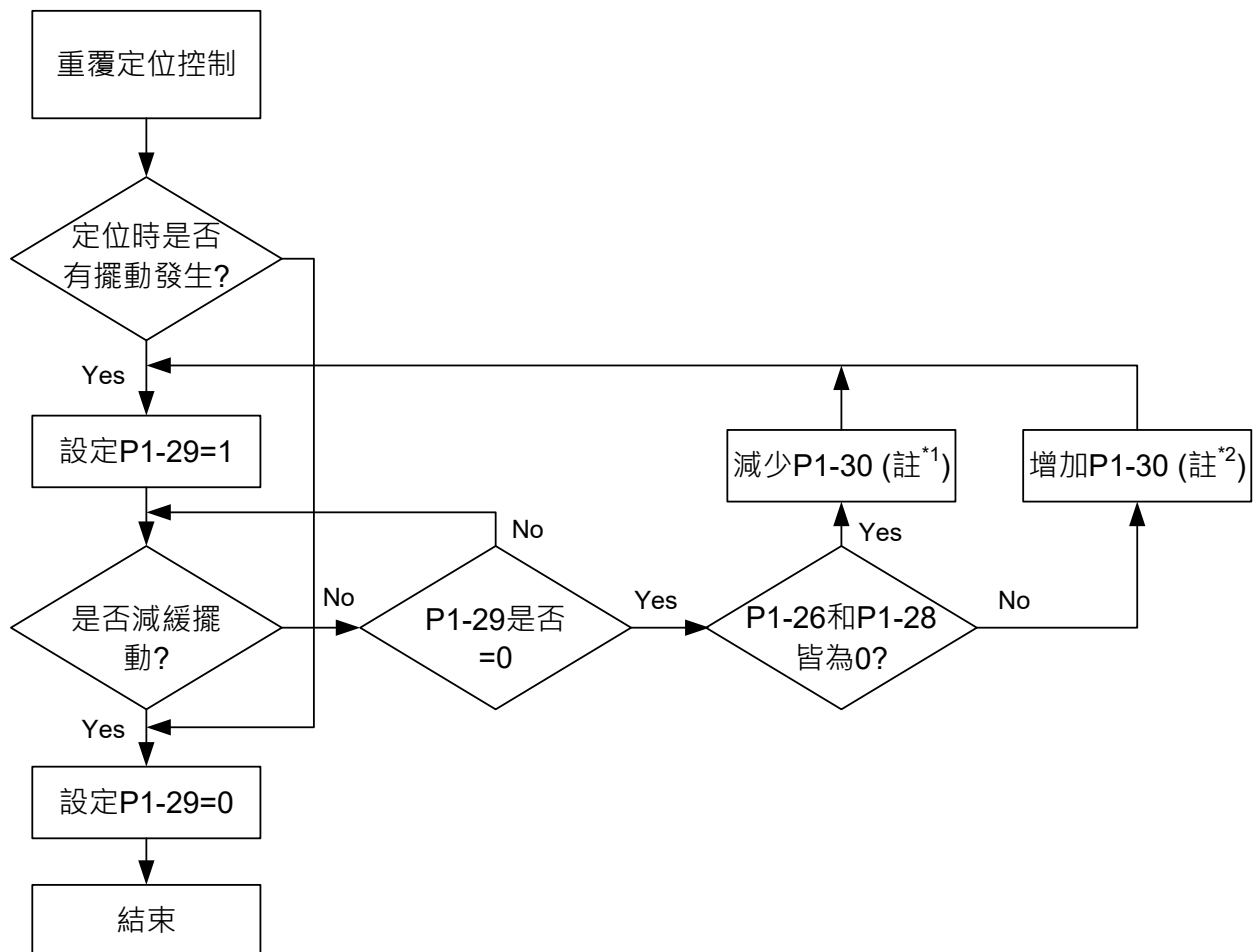 重覆定位控制
定位時是否
有擺動發生?
Yes
設定P1-29=1
減少P1-30 (註*1)
增加P1-30 (註*2)
No
Yes
是否減緩擺
動?
No
P1-29是否
=0
Yes
P1-26和P1-28
皆為0?
No
Yes
設定P1-29=0
結束